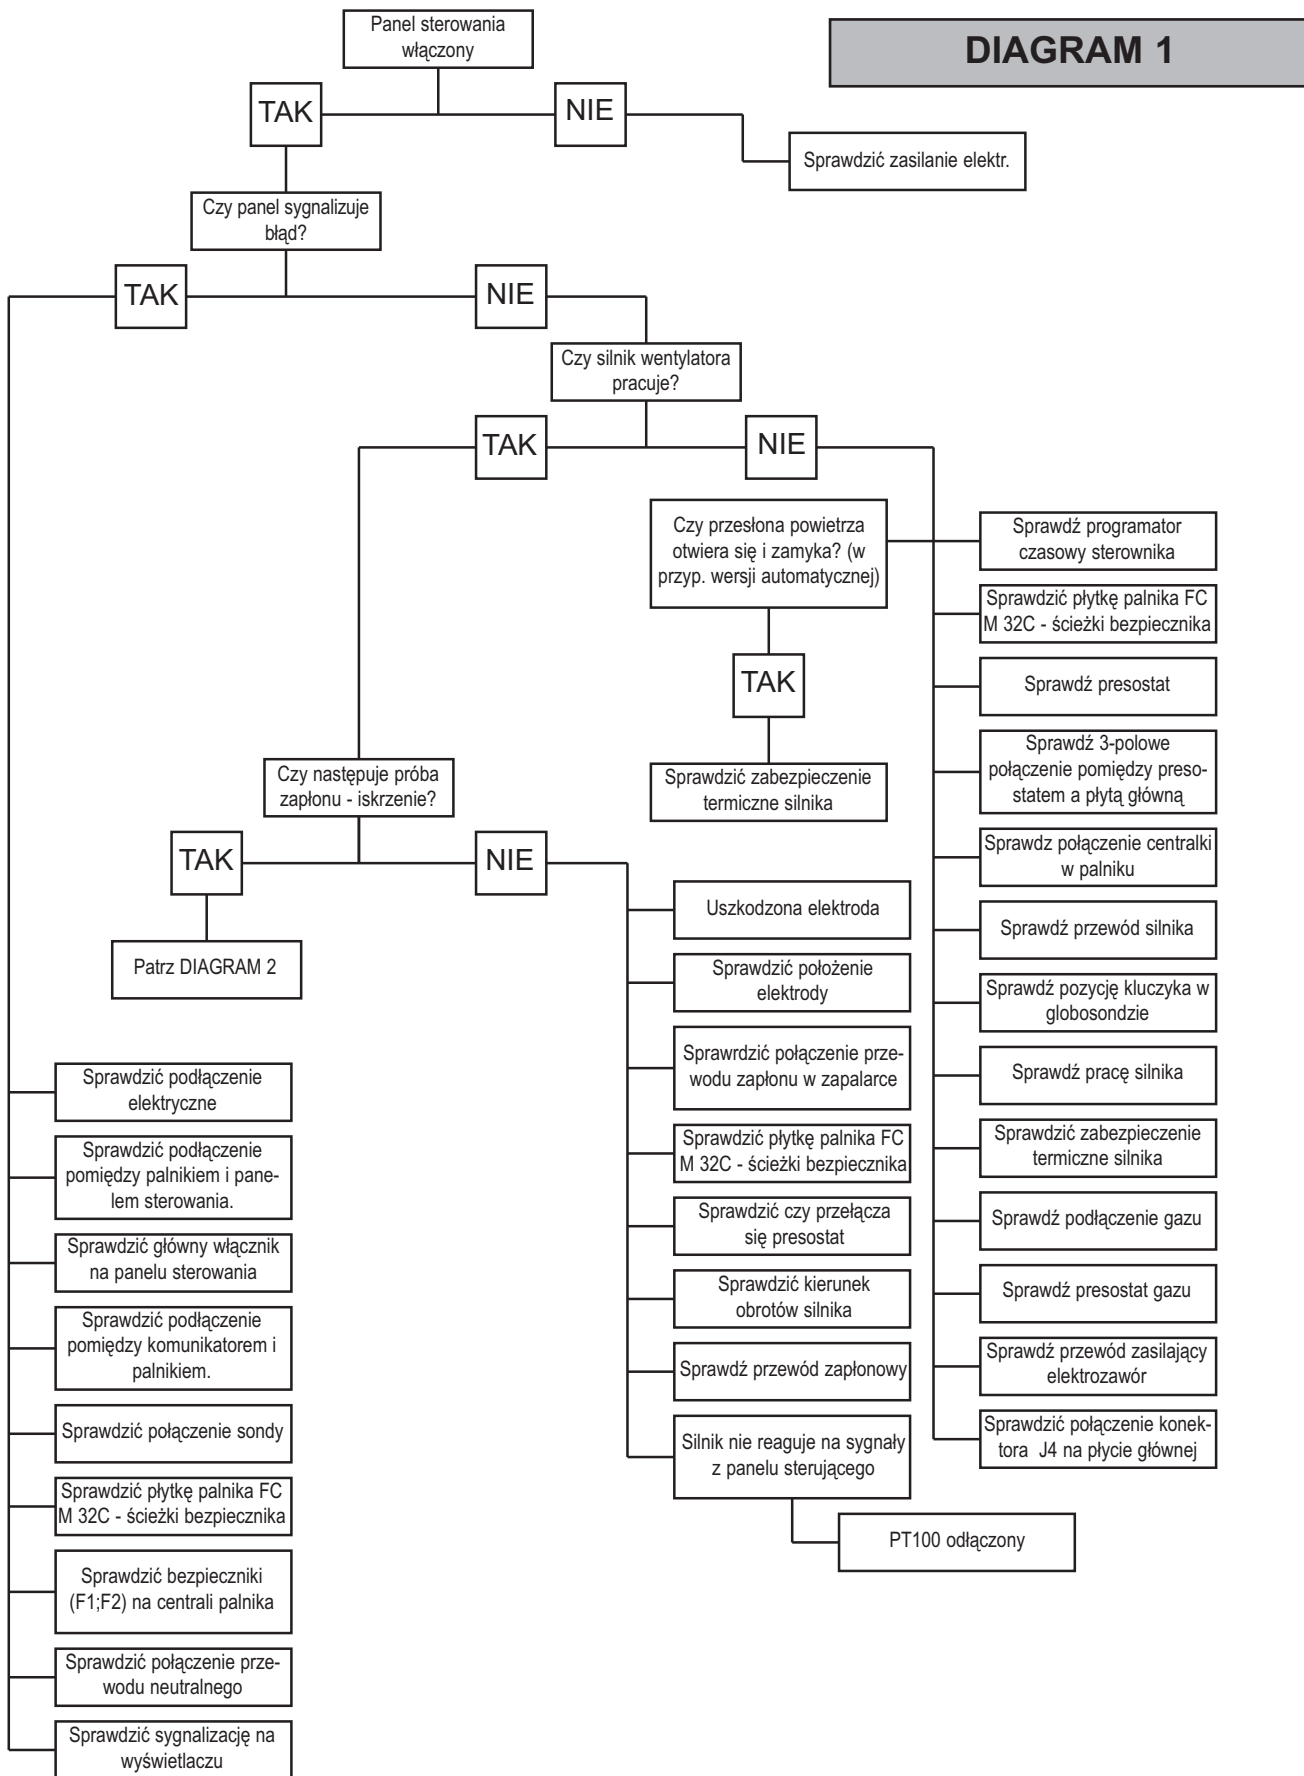 Panel sterowania
włączony
DIAGRAM 1
TAK
NIE
Sprawdzić zasilanie elektr.
Czy panel sygnalizuje
błąd?
TAK
NIE
Czy silnik wentylatora
pracuje?
TAK
NIE
Czy przesłona powietrza
otwiera się i zamyka? (w
przyp. wersji automatycznej)
TAK
Sprawdzić zabezpieczenie
termiczne silnika
Sprawdź programator
czasowy sterownika
Sprawdzić płytkę palnika FC
M 32C - ścieżki bezpiecznika
Sprawdź presostat
Sprawdź 3-polowe
połączenie pomiędzy preso-
statem a płytą główną
Sprawdz połączenie centralki
w palniku
Sprawdź przewód silnika
Sprawdź pozycję kluczyka w
globosondzie
Sprawdź pracę silnika
Sprawdzić zabezpieczenie
termiczne silnika
Sprawdź podłączenie gazu
Sprawdź presostat gazu
Sprawdź przewód zasilający
elektrozawór
Sprawdzić połączenie konek-
tora J4 na płycie głównej
Czy następuje próba
zapłonu - iskrzenie?
TAK
NIE
Patrz DIAGRAM 2
Uszkodzona elektroda
Sprawdzić położenie
elektrody
Sprawrdzić połączenie prze-
wodu zapłonu w zapalarce
Sprawdzić płytkę palnika FC
M 32C - ścieżki bezpiecznika
Sprawdzić czy przełącza
się presostat
Sprawdzić kierunek
obrotów silnika
Sprawdź przewód zapłonowy
Silnik nie reaguje na sygnały
z panelu sterującego
PT100 odłączony
Sprawdzić podłączenie
elektryczne
Sprawdzić podłączenie
pomiędzy palnikiem i pane-
lem sterowania.
Sprawdzić główny włącznik
na panelu sterowania
Sprawdzić podłączenie
pomiędzy komunikatorem i
palnikiem.
Sprawdzić połączenie sondy
Sprawdzić płytkę palnika FC
M 32C - ścieżki bezpiecznika
Sprawdzić bezpieczniki
(F1;F2) na centrali palnika
Sprawdzić połączenie prze-
wodu neutralnego
Sprawdzić sygnalizację na
wyświetlaczu